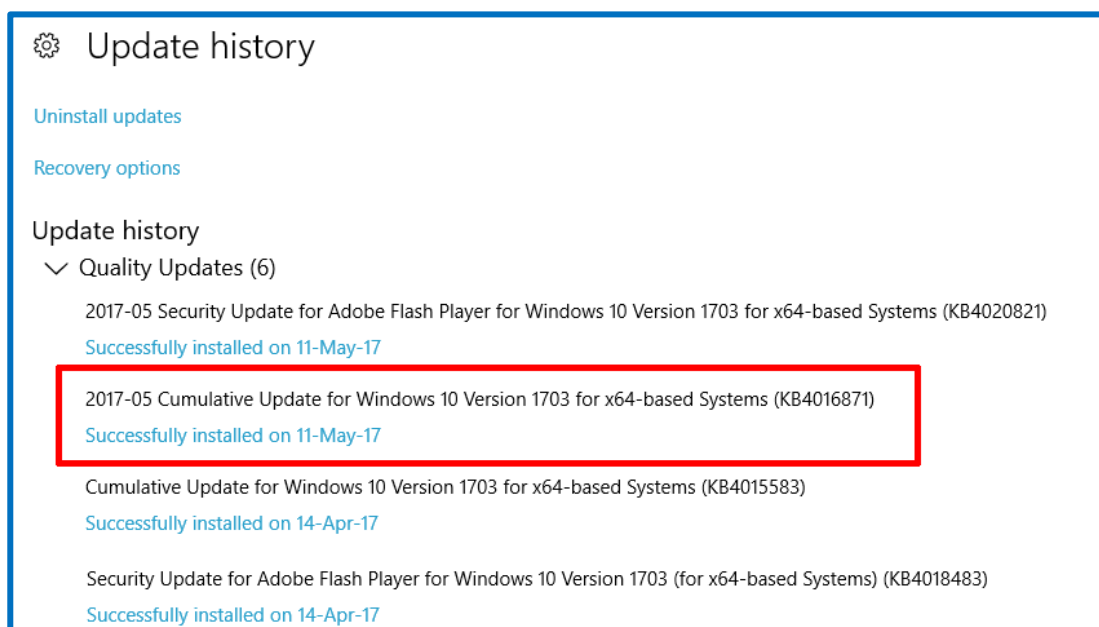 Update history
Uninstall updates
Recovery options
Update history
Quality Updates (6)
2017-05 Security Update for Adobe Flash Player for Windows 10 Version 1703 for x64-based Systems (KB4020821)
Successfully installed on 11-May-17
2017-05 Cumulative Update for Windows 10 Version 1703 for x64-based Systems (KB4016871)
Successfully installed on 11-May-17
Cumulative Update for Windows 10 Version 1703 for x64-based Systems (KB4015583)
Successfully installed on 14-Apr-17
Security Update for Adobe Flash Player for Windows 10 Version 1703 (for x64-based Systems) (KB4018483)
Successfully installed on 14-Apr-17